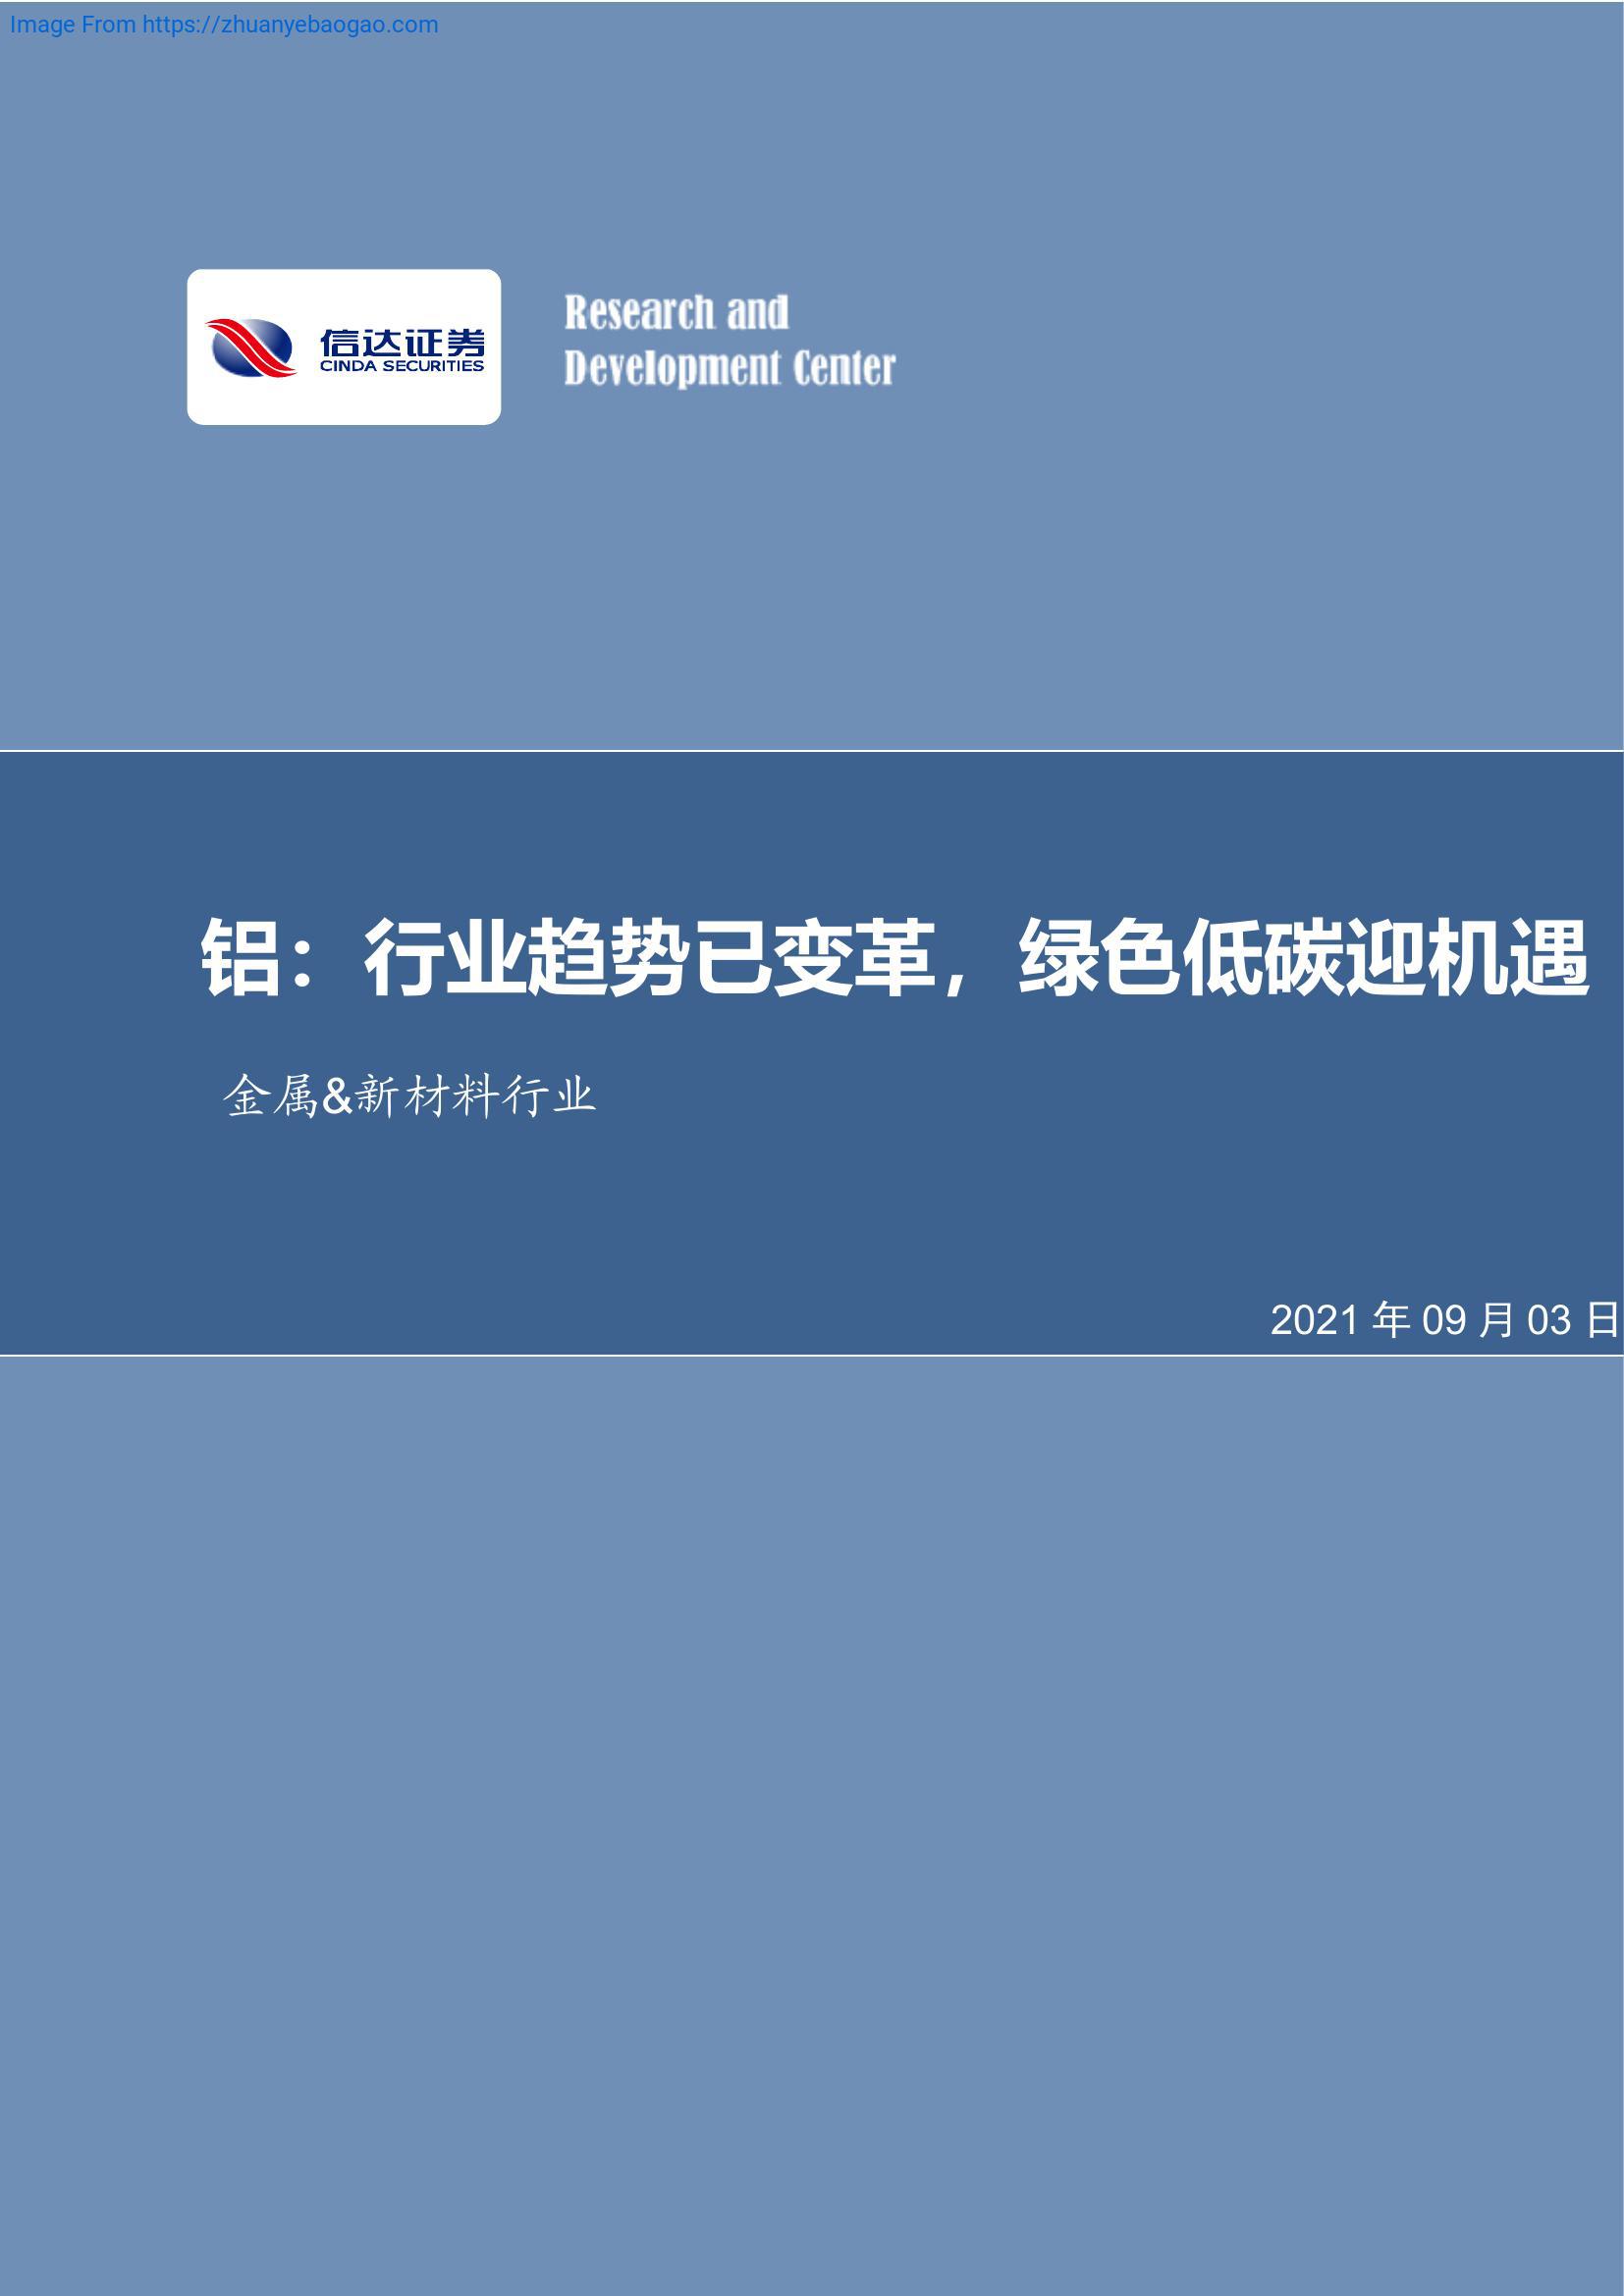 Image From https://zhuanyebaogao.com
信达证券
CINDA SECURITIES
Research and
Development Center
铝：行业趋势已变革，绿色低碳迎机遇
金属&新材料行业
2021 年 09 月 03 日